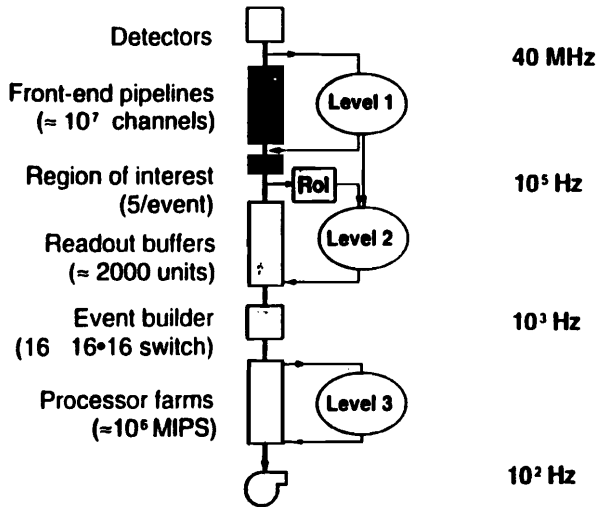 Detectors
40 MHz
Front-end pipelines
(≈ 10⁷ channels)
Level 1
Region of interest
(5/event)
RoI
10⁵ Hz
Readout buffers
(≈ 2000 units)
Level 2
Event builder
(16 16•16 switch)
10³ Hz
Processor farms
(≈10⁶ MIPS)
Level 3
10² Hz